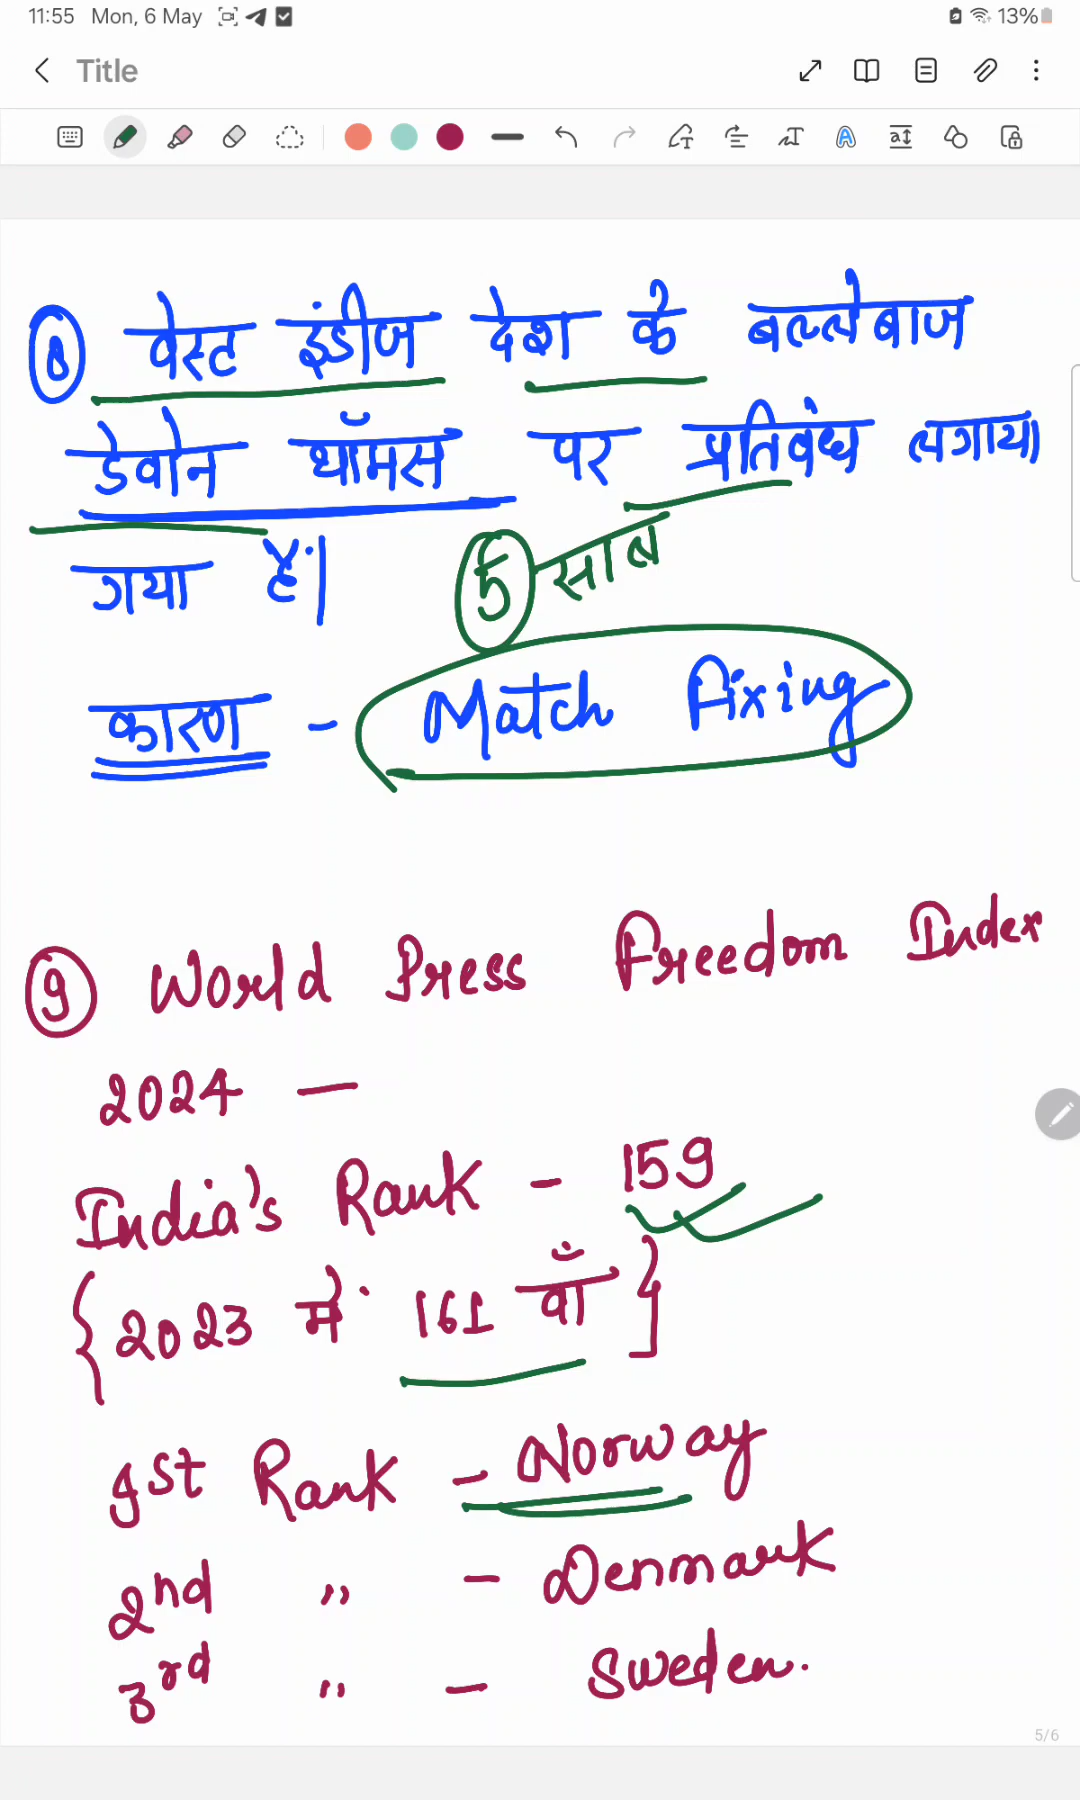 11:55 Mon, 6 May 13%
Title
⑧ वेस्ट इंडीज देश के बल्लेबाज
डेवोन थॉमस पर प्रतिबंध लगाया
गया है।
5 साल
कारण - Match Fixing
⑨ World Press Freedom Index
2024 —
India's Rank - 159
{2023 में 161 वाँ}
1st Rank - Norway
2nd " - Denmark
3rd " - Sweden.
5/6